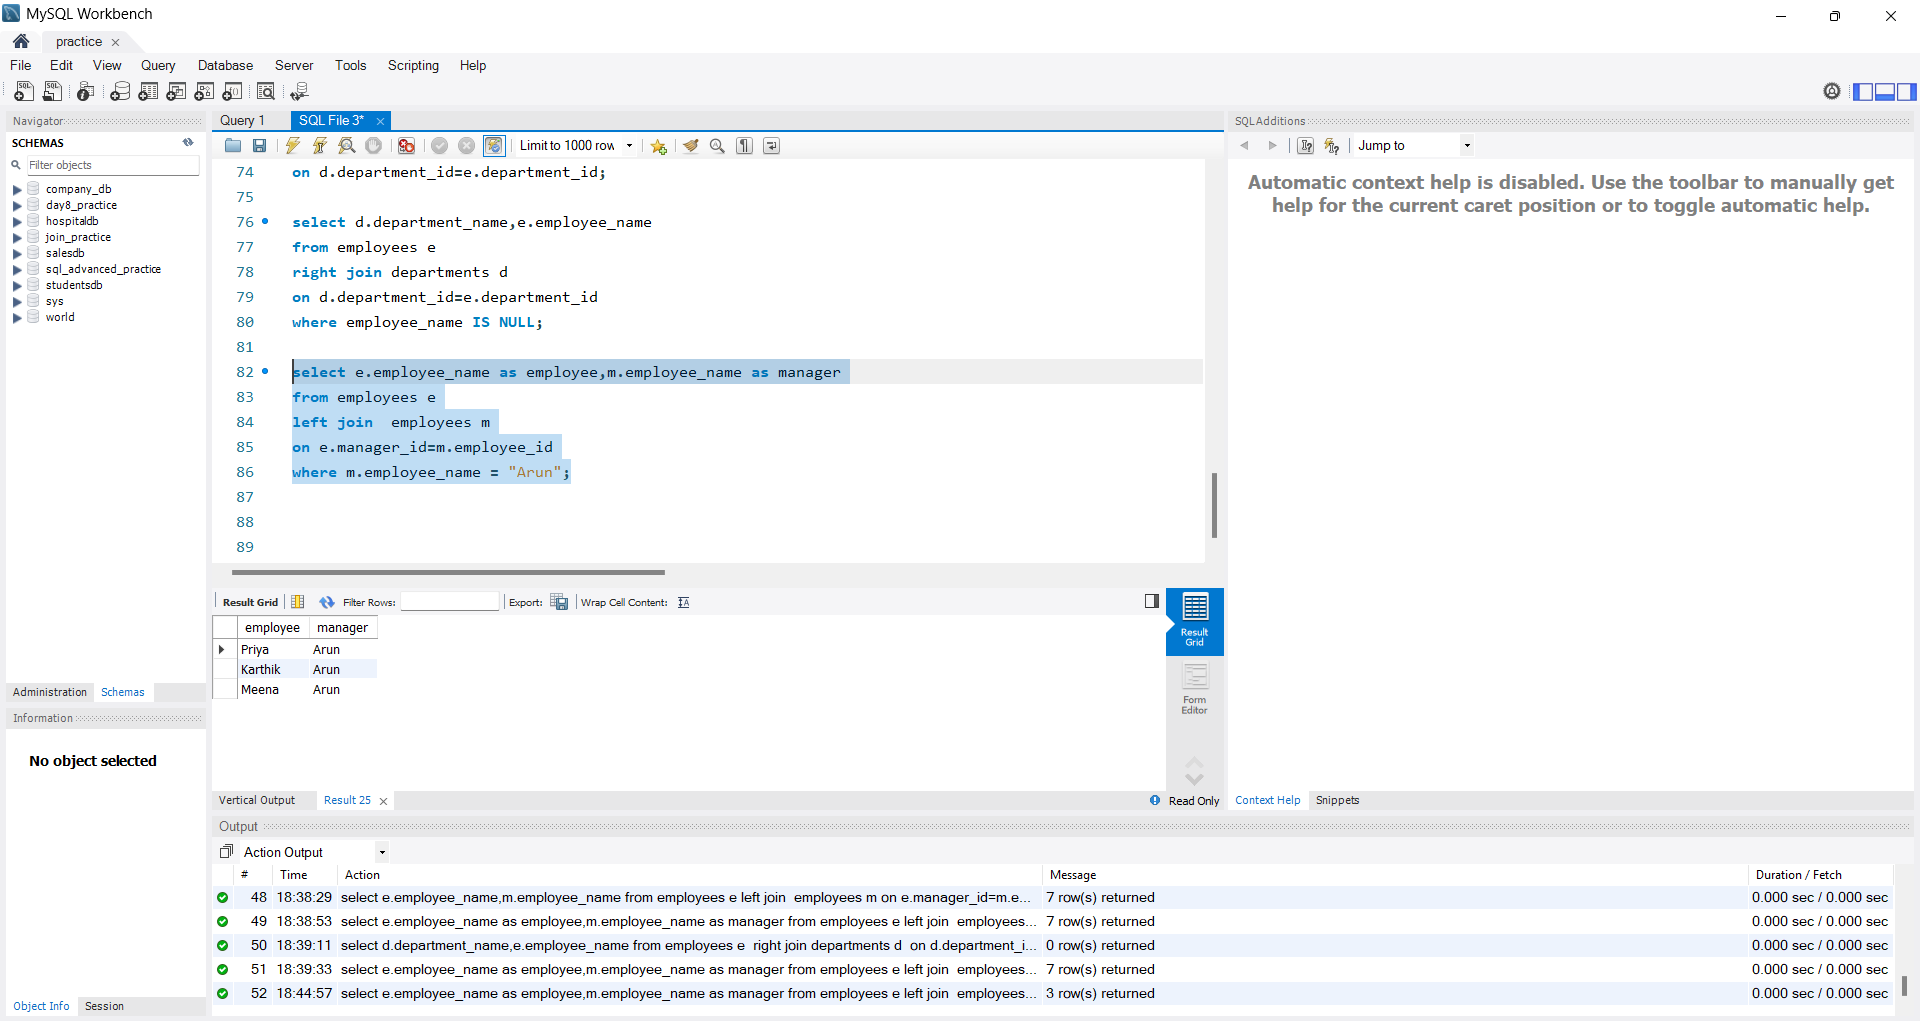 MySQL Workbench
practice
File Edit View Query Database Server Tools Scripting Help
Navigator
SCHEMAS
Filter objects
company_db
day8_practice
hospitaldb
join_practice
salesdb
sql_advanced_practice
studentsdb
sys
world
Administration Schemas
Information
No object selected
Object Info Session
Query 1 SQL File 3*
Limit to 1000 row
74 on d.department_id=e.department_id;
75
76 select d.department_name,e.employee_name
77 from employees e
78 right join departments d
79 on d.department_id=e.department_id
80 where employee_name IS NULL;
81
82 select e.employee_name as employee,m.employee_name as manager
83 from employees e
84 left join  employees m
85 on e.manager_id=m.employee_id
86 where m.employee_name = "Arun";
87
88
89
Result Grid Filter Rows: Export: Wrap Cell Content:
employee manager
Priya Arun
Karthik Arun
Meena Arun
Result Grid
Form Editor
Vertical Output Result 25 Read Only
SQLAdditions
Jump to
Automatic context help is disabled. Use the toolbar to manually get
help for the current caret position or to toggle automatic help.
Context Help Snippets
Output
Action Output
# Time Action Message Duration / Fetch
48 18:38:29 select e.employee_name,m.employee_name from employees e left join  employees m on e.manager_id=m.e... 7 row(s) returned 0.000 sec / 0.000 sec
49 18:38:53 select e.employee_name as employee,m.employee_name as manager from employees e left join  employees... 7 row(s) returned 0.000 sec / 0.000 sec
50 18:39:11 select d.department_name,e.employee_name from employees e  right join departments d  on d.department_i... 0 row(s) returned 0.000 sec / 0.000 sec
51 18:39:33 select e.employee_name as employee,m.employee_name as manager from employees e left join  employees... 7 row(s) returned 0.000 sec / 0.000 sec
52 18:44:57 select e.employee_name as employee,m.employee_name as manager from employees e left join  employees... 3 row(s) returned 0.000 sec / 0.000 sec